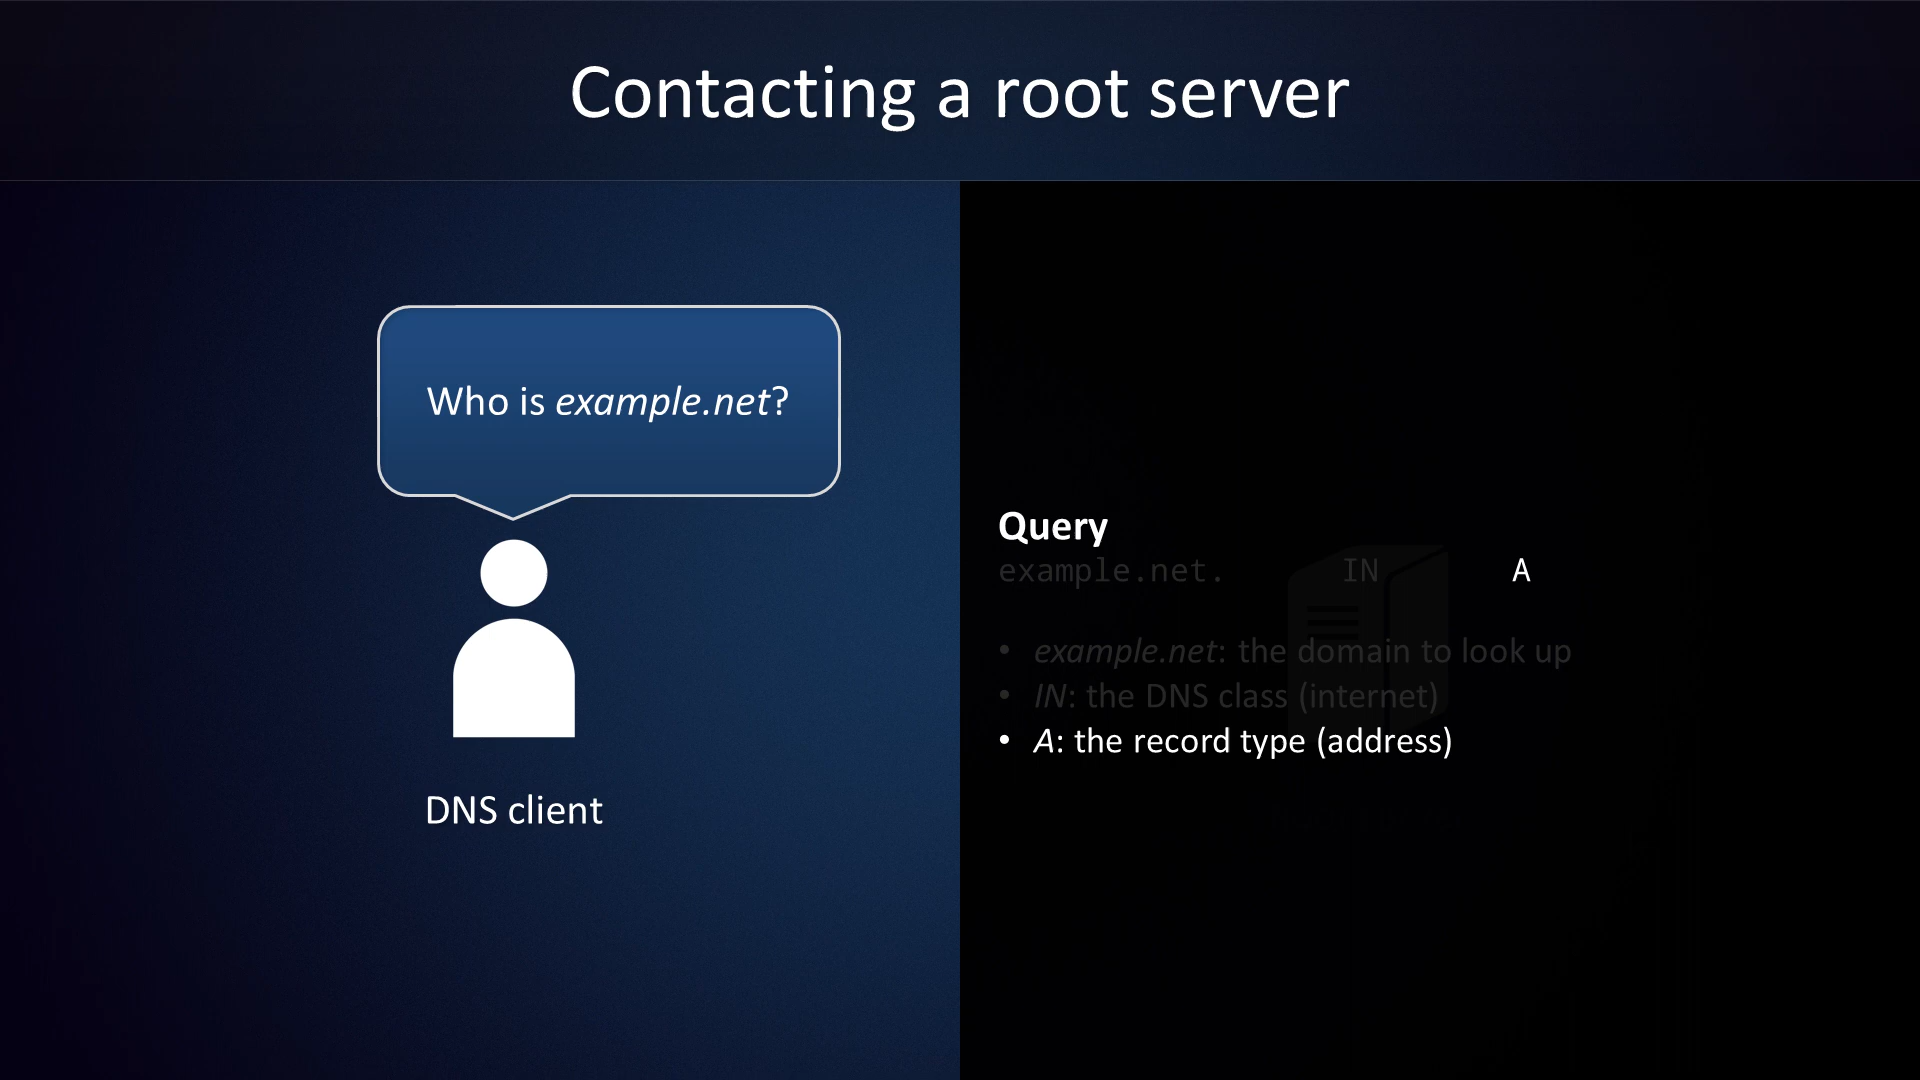 Contacting a root server
Who is example.net?
DNS client
Query
example.net. IN A
• example.net: the domain to look up
• IN: the DNS class (internet)
• A: the record type (address)